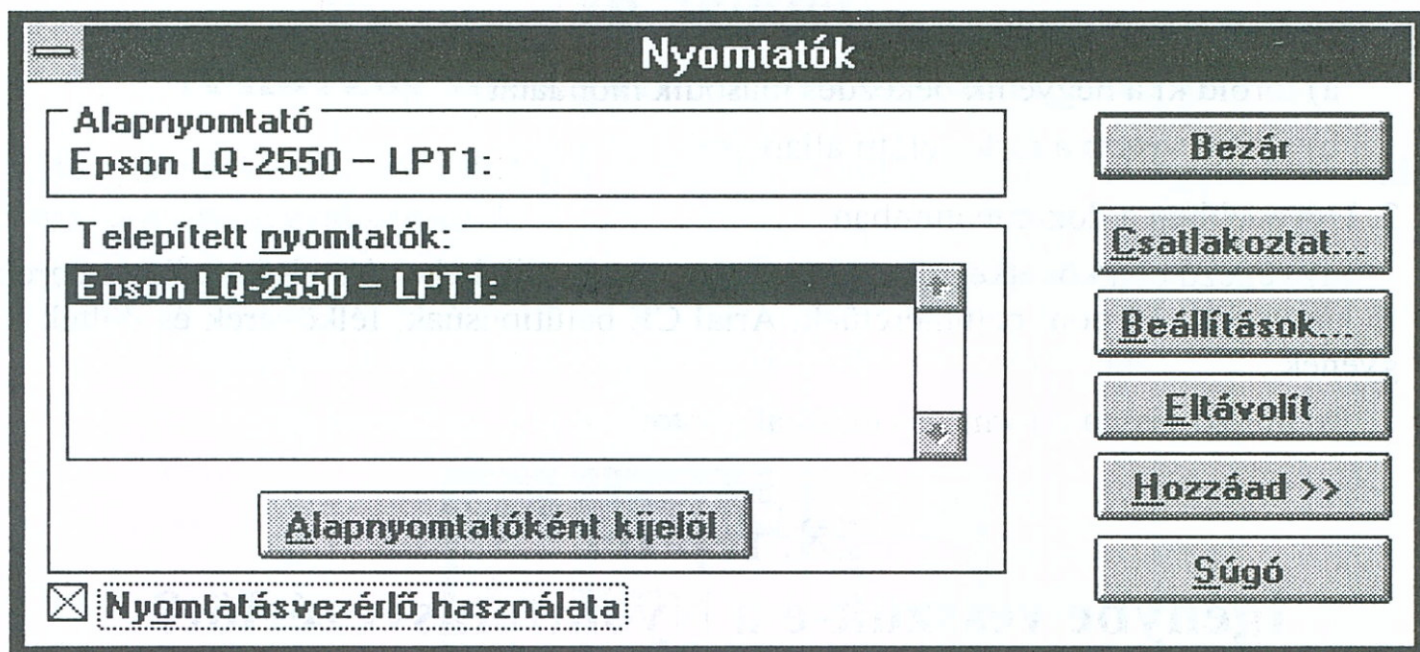 Nyomtatók
Alapnyomtató
Epson LQ-2550 – LPT1:
Telepített nyomtatók:
Epson LQ-2550 – LPT1:
Alapnyomtatóként kijelöl
Nyomtatásvezérlő használata
Bezár
Csatlakoztat...
Beállítások...
Eltávolít
Hozzáad >>
Súgó